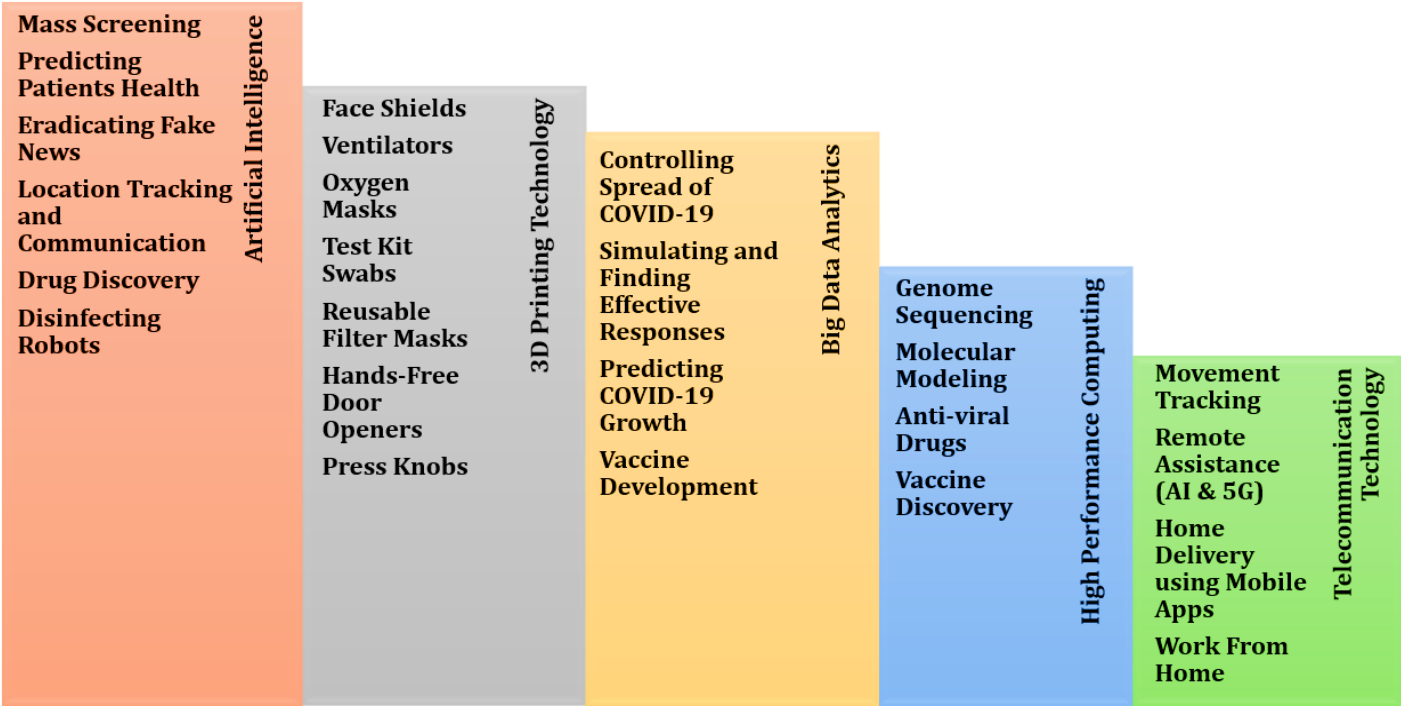 Mass Screening
Predicting
Patients Health
Eradicating Fake
News
Location Tracking
and
Communication
Drug Discovery
Disinfecting
Robots
Artificial Intelligence
Face Shields
Ventilators
Oxygen
Masks
Test Kit
Swabs
Reusable
Filter Masks
Hands-Free
Door
Openers
Press Knobs
3D Printing Technology
Controlling
Spread of
COVID-19
Simulating and
Finding
Effective
Responses
Predicting
COVID-19
Growth
Vaccine
Development
Big Data Analytics
Genome
Sequencing
Molecular
Modeling
Anti-viral
Drugs
Vaccine
Discovery
High Performance Computing
Movement
Tracking
Remote
Assistance
(AI & 5G)
Home
Delivery
using Mobile
Apps
Work From
Home
Telecommunication
Technology